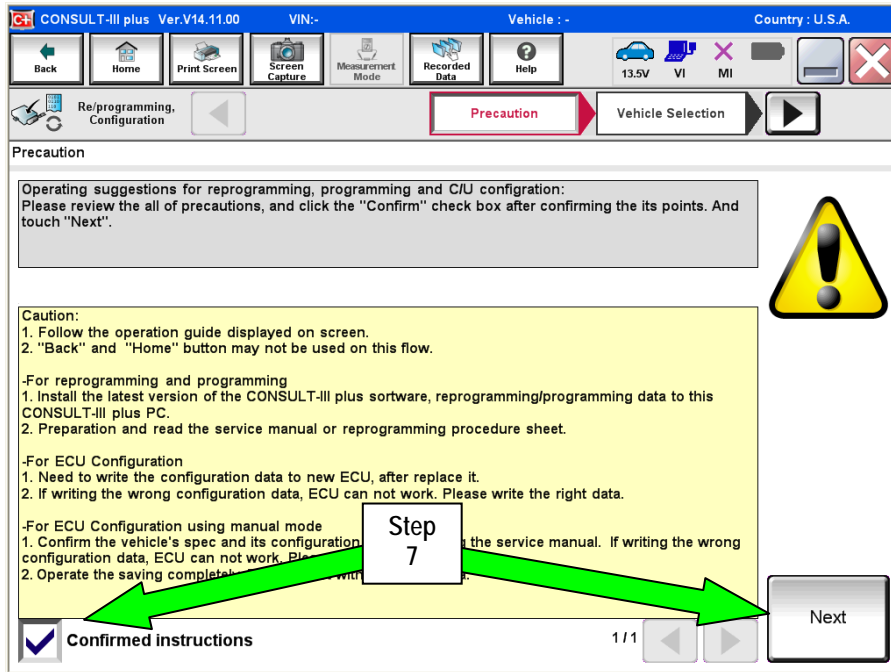 CONSULT-III plus Ver.V14.11.00 VIN:- Vehicle : - Country : U.S.A.
Back Home Print Screen Screen Capture Measurement Mode Recorded Data Help 13.5V VI MI
Re/programming, Configuration Precaution Vehicle Selection
Precaution
Operating suggestions for reprogramming, programming and C/U configration:
Please review the all of precautions, and click the "Confirm" check box after confirming the its points. And
touch "Next".
Caution:
1. Follow the operation guide displayed on screen.
2. "Back" and "Home" button may not be used on this flow.
-For reprogramming and programming
1. Install the latest version of the CONSULT-III plus sortware, reprogramming/programming data to this
CONSULT-III plus PC.
2. Preparation and read the service manual or reprogramming procedure sheet.
-For ECU Configuration
1. Need to write the configuration data to new ECU, after replace it.
2. If writing the wrong configuration data, ECU can not work. Please write the right data.
-For ECU Configuration using manual mode
1. Confirm the vehicle's spec and its configuration the service manual. If writing the wrong
configuration data, ECU can not work.
2. Operate the saving
Step
7
Confirmed instructions 1/1
Next